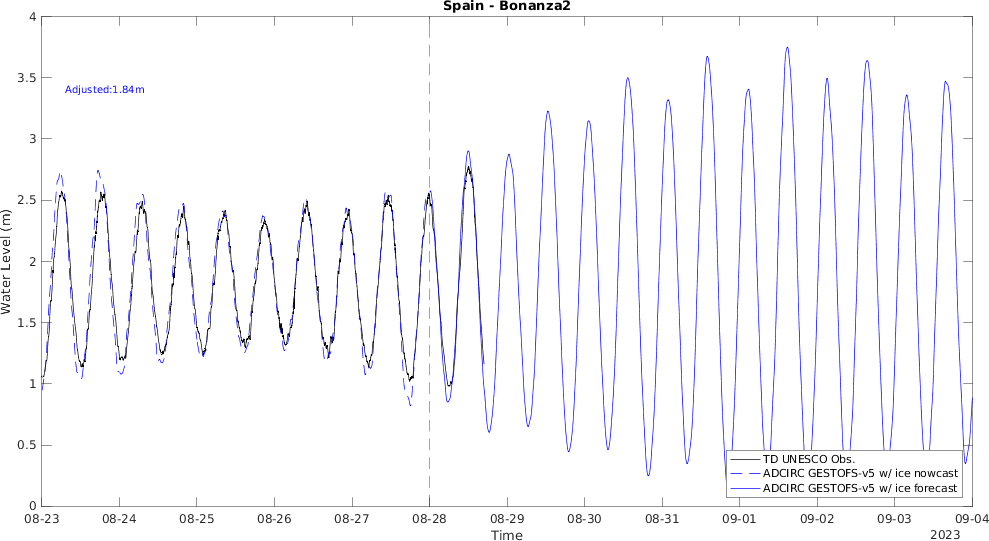 Spain - Bonanza2
Water Level (m)
4
3.5
3
2.5
2
1.5
1
0.5
0
Adjusted:1.84m
TD UNESCO Obs.
ADCIRC GESTOFS-v5 w/ ice nowcast
ADCIRC GESTOFS-v5 w/ ice forecast
08-23 08-24 08-25 08-26 08-27 08-28 08-29 08-30 08-31 09-01 09-02 09-03 09-04
Time
2023